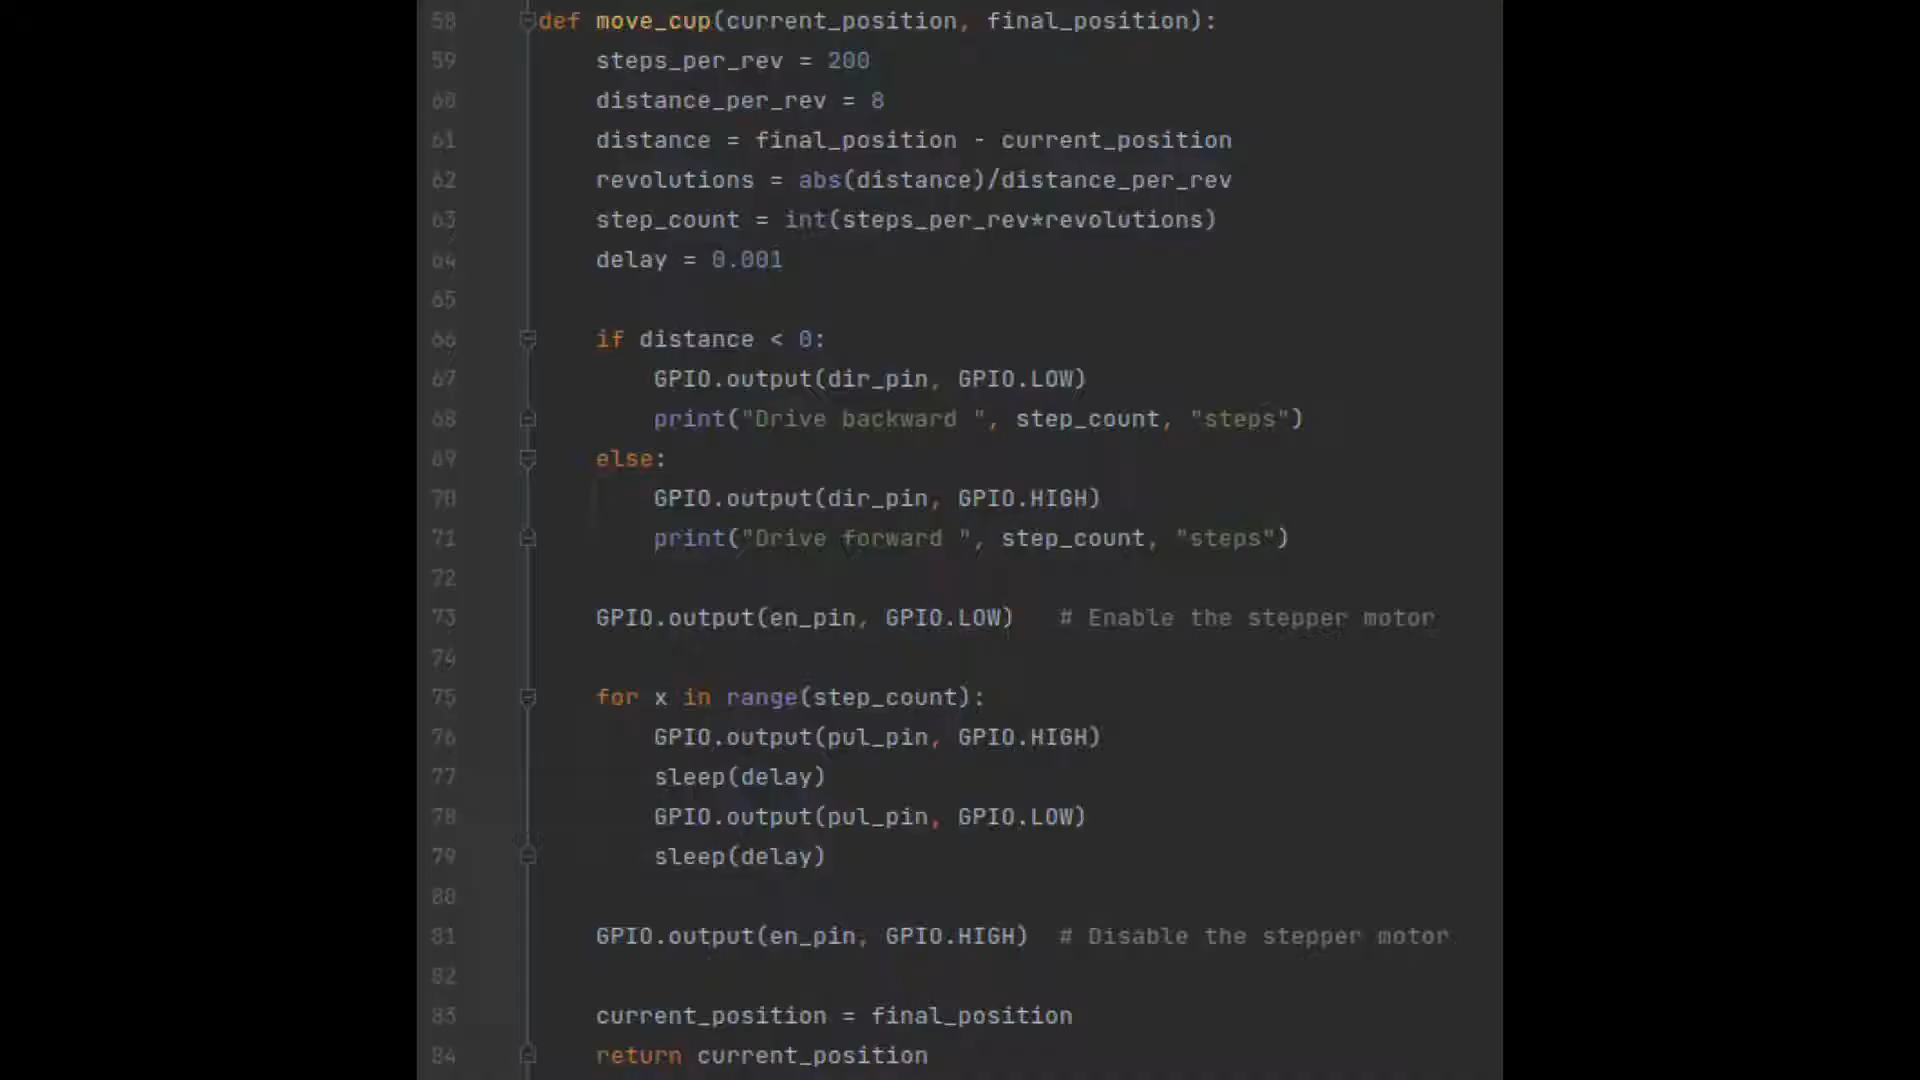 58 def move_cup(current_position, final_position):
59 steps_per_rev = 200
60 distance_per_rev = 8
61 distance = final_position - current_position
62 revolutions = abs(distance)/distance_per_rev
63 step_count = int(steps_per_rev*revolutions)
64 delay = 0.001
65
66 if distance < 0:
67 GPIO.output(dir_pin, GPIO.LOW)
68 print("Drive backward ", step_count, "steps")
69 else:
70 GPIO.output(dir_pin, GPIO.HIGH)
71 print("Drive forward ", step_count, "steps")
72
73 GPIO.output(en_pin, GPIO.LOW) # Enable the stepper motor
74
75 for x in range(step_count):
76 GPIO.output(pul_pin, GPIO.HIGH)
77 sleep(delay)
78 GPIO.output(pul_pin, GPIO.LOW)
79 sleep(delay)
80
81 GPIO.output(en_pin, GPIO.HIGH) # Disable the stepper motor
82
83 current_position = final_position
84 return current_position